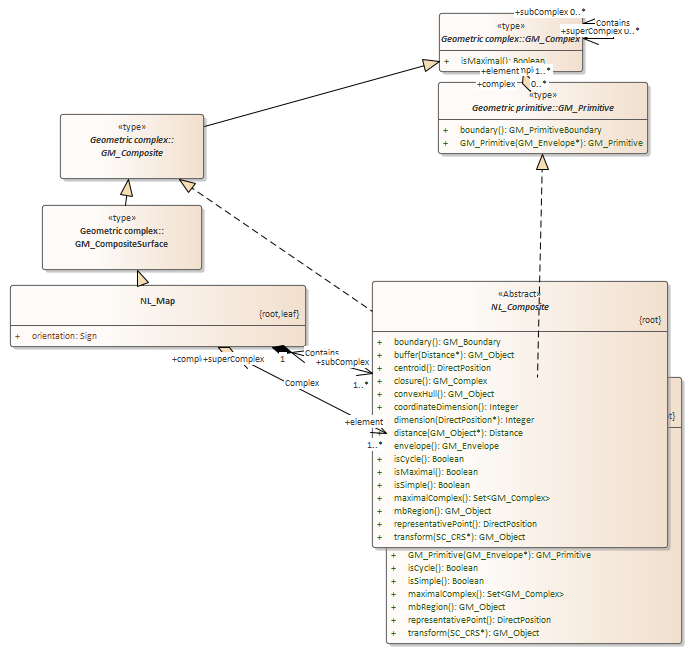 +subComplex 0..*
«type»
Contains
Geometric complex::GM_Complex
+superComplex 0..*
+ isMaximal(): Boolean
+element
1..*
+complex
0..*
«type»
Geometric primitive::GM_Primitive
+ boundary(): GM_PrimitiveBoundary
+ GM_Primitive(GM_Envelope*): GM_Primitive
«type»
Geometric complex::
GM_Composite
«type»
Geometric complex::
GM_CompositeSurface
NL_Map
{root,leaf}
+ orientation: Sign
+compl
+superComplex
1
Contains
+subComplex
1..*
Complex
+element
1..*
«Abstract»
NL_Composite
{root}
+ boundary(): GM_Boundary
+ buffer(Distance*): GM_Object
+ centroid(): DirectPosition
+ closure(): GM_Complex
+ convexHull(): GM_Object
+ coordinateDimension(): Integer
+ dimension(DirectPosition*): Integer
+ distance(GM_Object*): Distance
+ envelope(): GM_Envelope
+ isCycle(): Boolean
+ isMaximal(): Boolean
+ isSimple(): Boolean
+ maximalComplex(): Set<GM_Complex>
+ mbRegion(): GM_Object
+ representativePoint(): DirectPosition
+ transform(SC_CRS*): GM_Object
t}
+ GM_Primitive(GM_Envelope*): GM_Primitive
+ isCycle(): Boolean
+ isSimple(): Boolean
+ maximalComplex(): Set<GM_Complex>
+ mbRegion(): GM_Object
+ representativePoint(): DirectPosition
+ transform(SC_CRS*): GM_Object